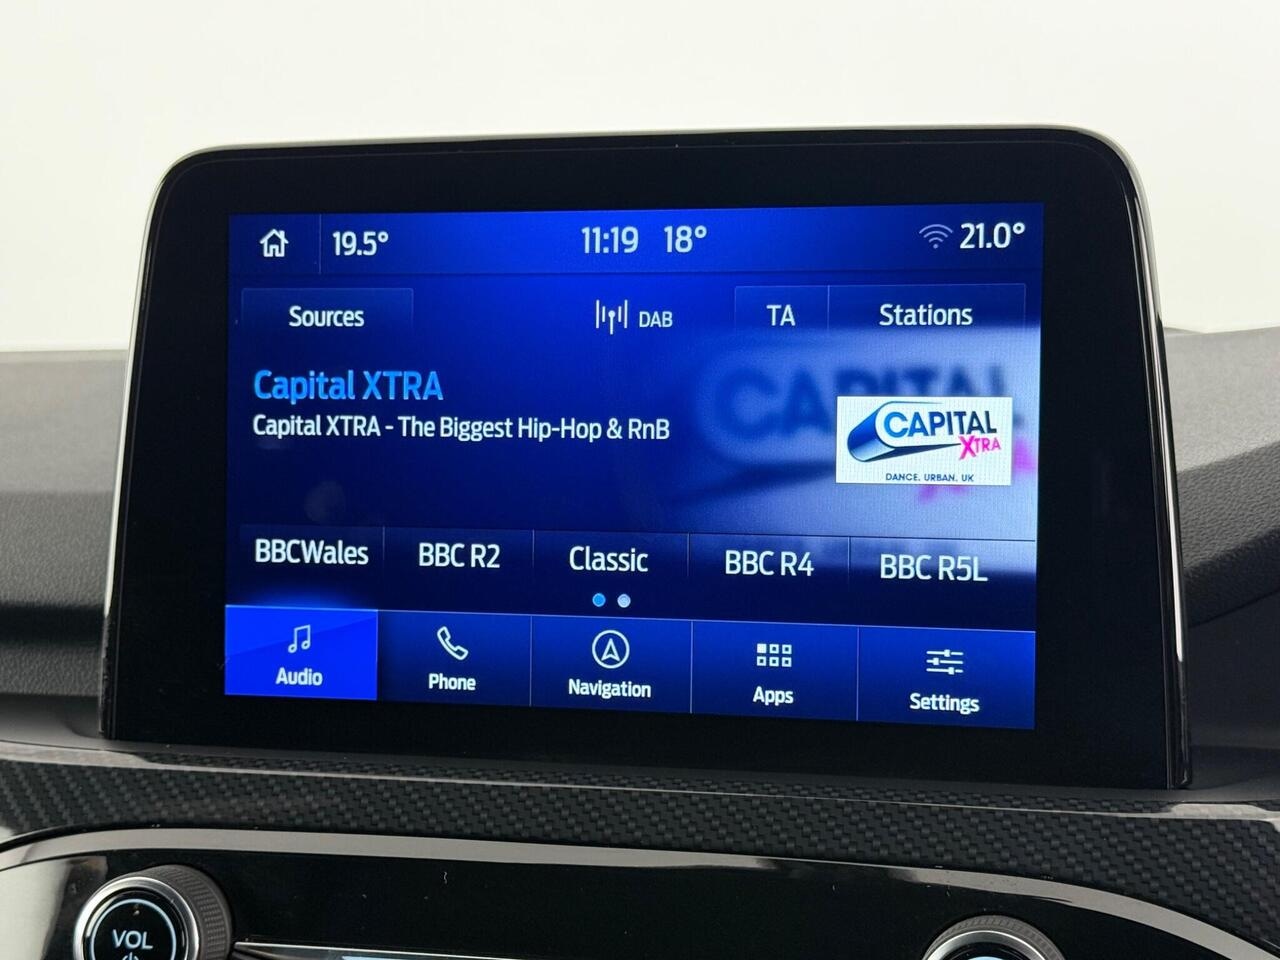 19.5° 11:19 18° 21.0°
Sources DAB TA Stations
Capital XTRA
Capital XTRA - The Biggest Hip-Hop & RnB
CAPITAL
XTRA
DANCE. URBAN. UK
BBCWales BBC R2 Classic BBC R4 BBC R5L
Audio Phone Navigation Apps Settings
VOL